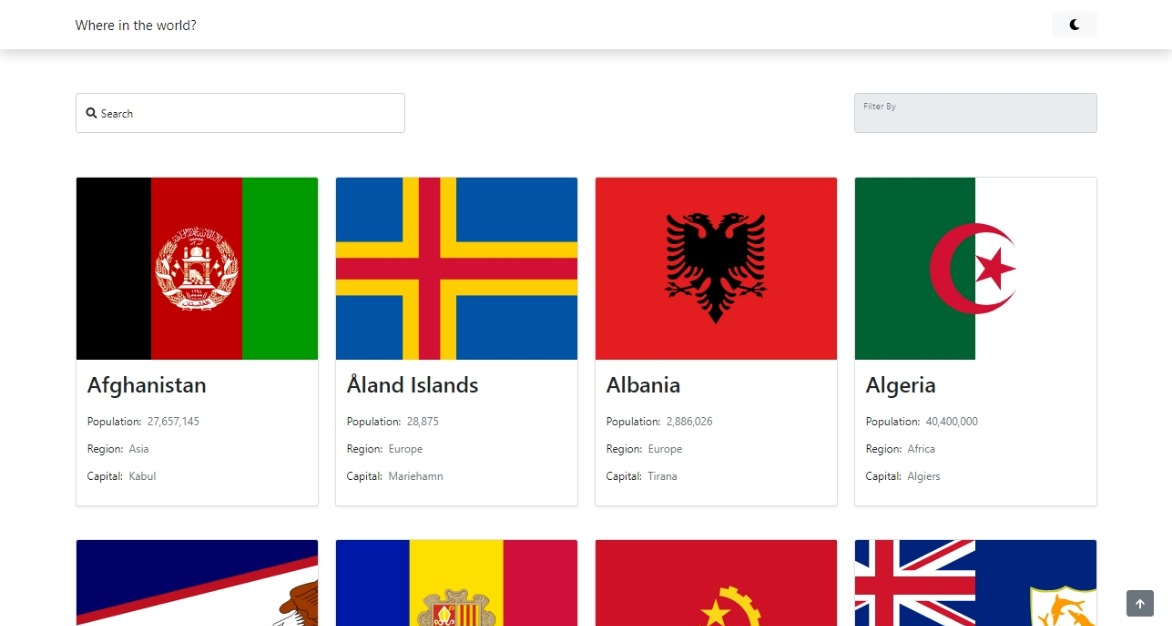 Where in the world?
Search
Filter By
Afghanistan
Population: 27,657,145
Region: Asia
Capital: Kabul
Åland Islands
Population: 28,875
Region: Europe
Capital: Mariehamn
Albania
Population: 2,886,026
Region: Europe
Capital: Tirana
Algeria
Population: 40,400,000
Region: Africa
Capital: Algiers